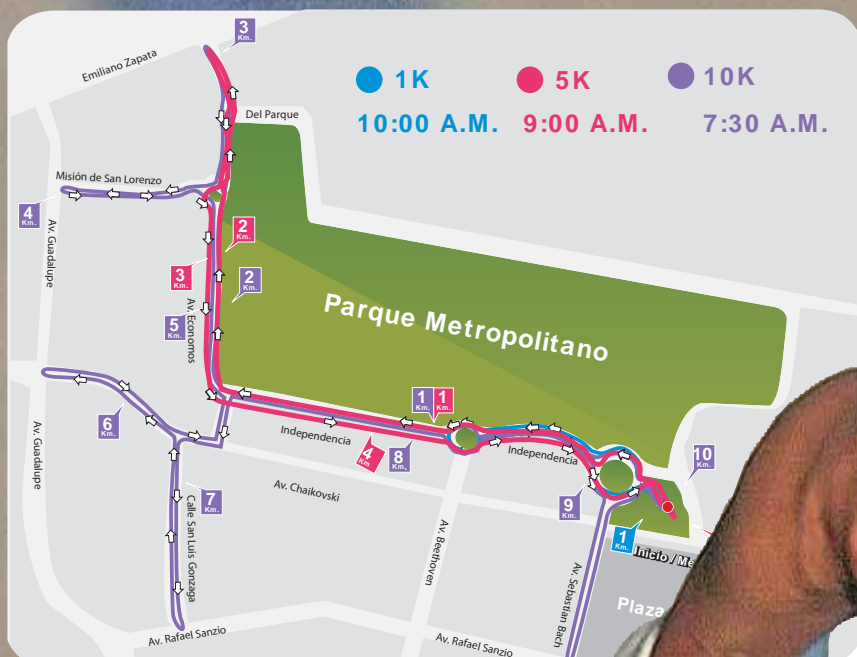 3
Km.
Emiliano Zapata
1K
5K
10K
10:00 A.M.
9:00 A.M.
7:30 A.M.
Del Parque
Misión de San Lorenzo
4
Km.
Av. Guadalupe
2
Km.
3
Km.
2
Km.
5
Km.
Av. Economos
Parque Metropolitano
1
Km.
1
Km.
6
Km.
Independencia
4
Km
8
Km.
Independencia
10
Km.
Av. Guadalupe
7
Km.
Calle San Luis Gonzaga
Av. Chaikovski
9
Km.
1
Km.
Inicio /
Av. Beethoven
Av. Sebastian Bach
Plaza
Av. Rafael Sanzio
Av. Rafael Sanzio